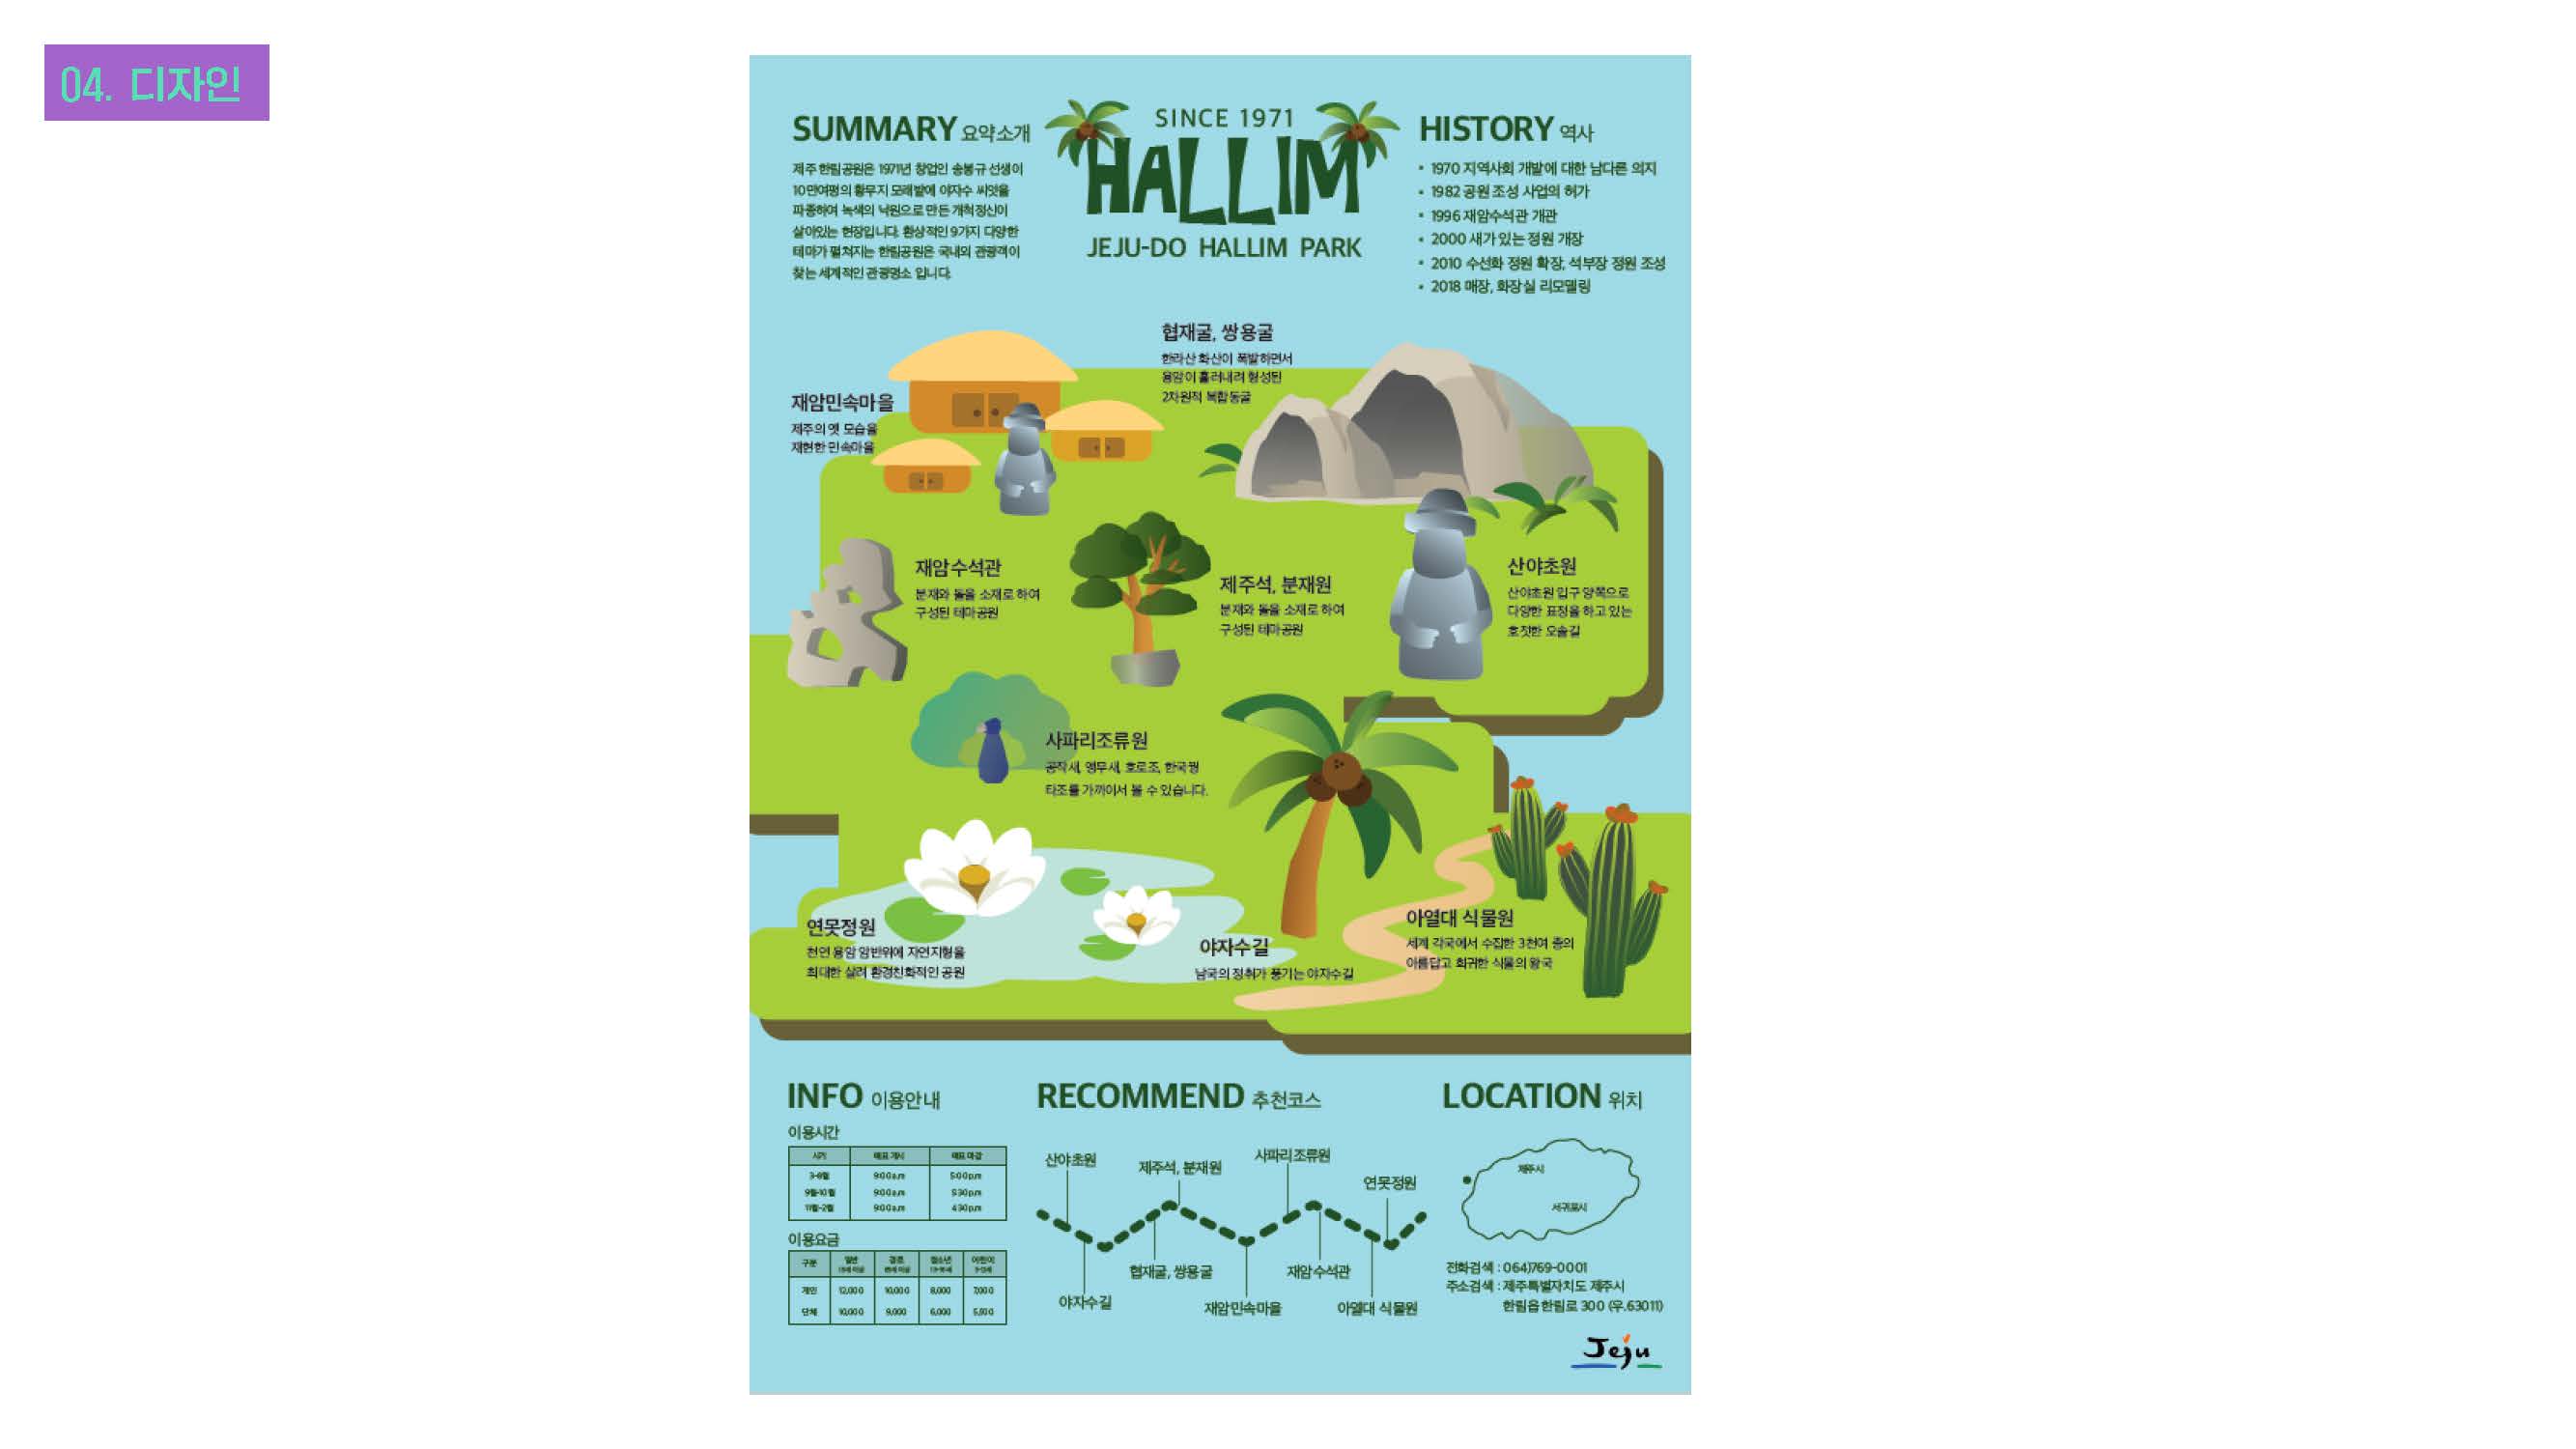 04. 디자인
SUMMARY 요약소개
제주 한림공원은 1971년 창업인 송봉규 선생이
10만여평의 황무지 모래밭에 야자수 씨앗을
파종하여 녹색의 낙원으로 만든 개척정신이
살아있는 현장입니다. 환상적인 9가지 다양한
테마가 펼쳐지는 한림공원은 국내외 관광객이
찾는 세계적인 관광명소 입니다.
SINCE 1971
HALLIM
JEJU-DO HALLIM PARK
HISTORY 역사
• 1970 지역사회 개발에 대한 남다른 의지
• 1982 공원 조성 사업의 허가
• 1996 재암수석관 개관
• 2000 새가 있는 정원 개장
• 2010 수선화 정원 확장, 석부장 정원 조성
• 2018 매장, 화장실 리모델링
협재굴, 쌍용굴
한라산 화산이 폭발하면서
용암이 흘러내려 형성된
2차원적 복합동굴
재암민속마을
제주의 옛 모습을
재현한 민속마을
재암수석관
분재와 돌을 소재로 하여
구성된 테마공원
제주석, 분재원
분재와 돌을 소재로 하여
구성된 테마공원
산야초원
산야초원 입구 양쪽으로
다양한 표정을 하고 있는
호젓한 오솔길
사파리조류원
공작새, 앵무새, 호로조, 한국꿩
타조를 가까이서 볼 수 있습니다.
연못정원
천연 용암 암반위에 자연지형을
최대한 살려 환경친화적인 공원
야자수길
남국의 정취가 풍기는 야자수길
아열대 식물원
세계 각국에서 수집한 3천여 종의
아름답고 희귀한 식물의 왕국
INFO 이용안내
이용시간
시기 매표 개시 매표 마감
3-8월 9:00a.m 5:00p.m
9월-10월 9:00a.m 5:30p.m
11월-2월 9:00a.m 4:30p.m
이용요금
구분 일반 경로 청소년 어린이
개인 12,000 10,000 8,000 7,000
단체 10,000 9,000 6,000 5,500
RECOMMEND 추천코스
산야초원
제주석, 분재원
사파리조류원
연못정원
야자수길
협재굴, 쌍용굴
재암민속마을
재암수석관
아열대 식물원
LOCATION 위치
제주시
서귀포시
전화검색 : 064)769-0001
주소검색 : 제주특별자치도 제주시
한림읍 한림로 300 (우.63011)
Jeju